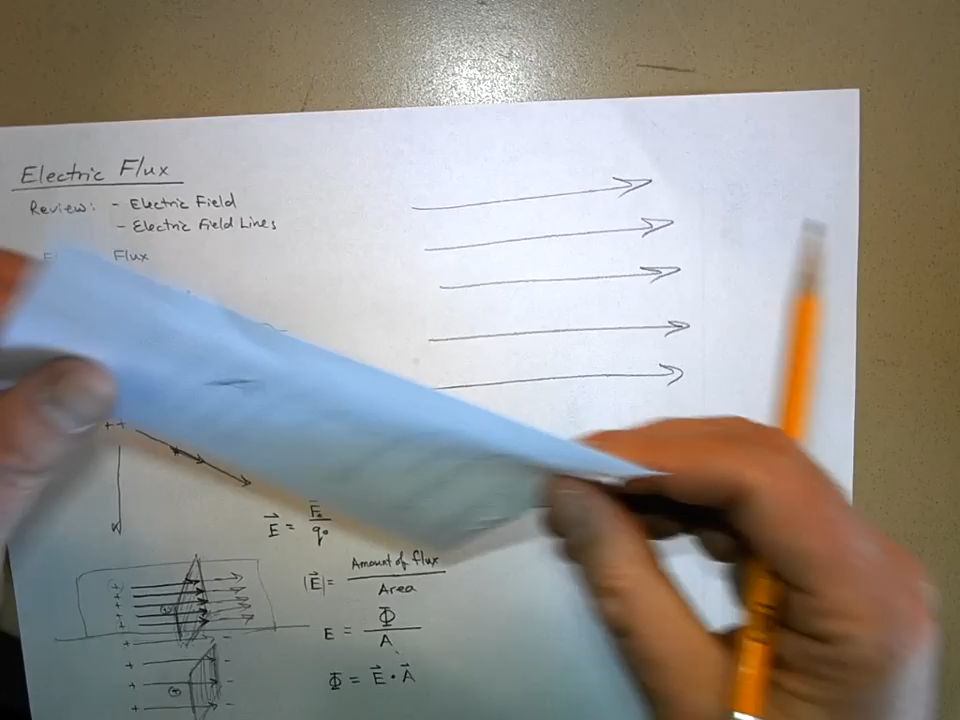 Electric Flux
Review: - Electric Field
- Electric Field Lines
Flux
+ +
E = F / q₀
|E| = Amount of flux / Area
E = Φ / A
Φ = E · A